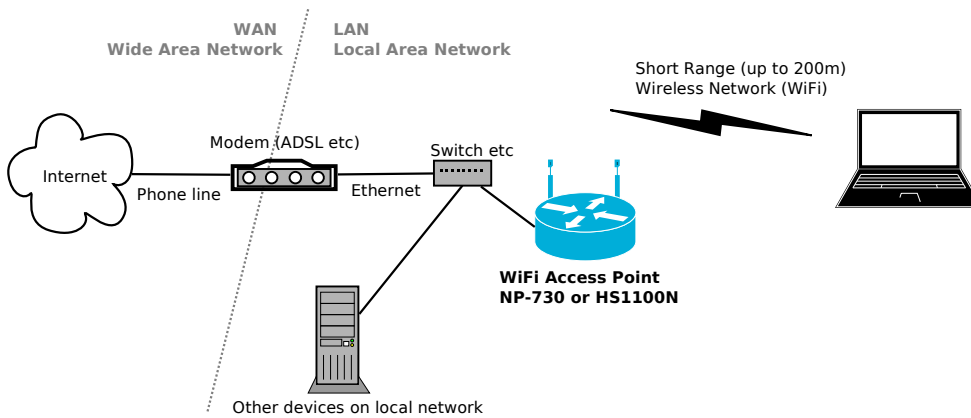 WAN
Wide Area Network
LAN
Local Area Network
Short Range (up to 200m)
Wireless Network (WiFi)
Modem (ADSL etc)
Switch etc
Internet
Phone line
Ethernet
WiFi Access Point
NP-730 or HS1100N
Other devices on local network